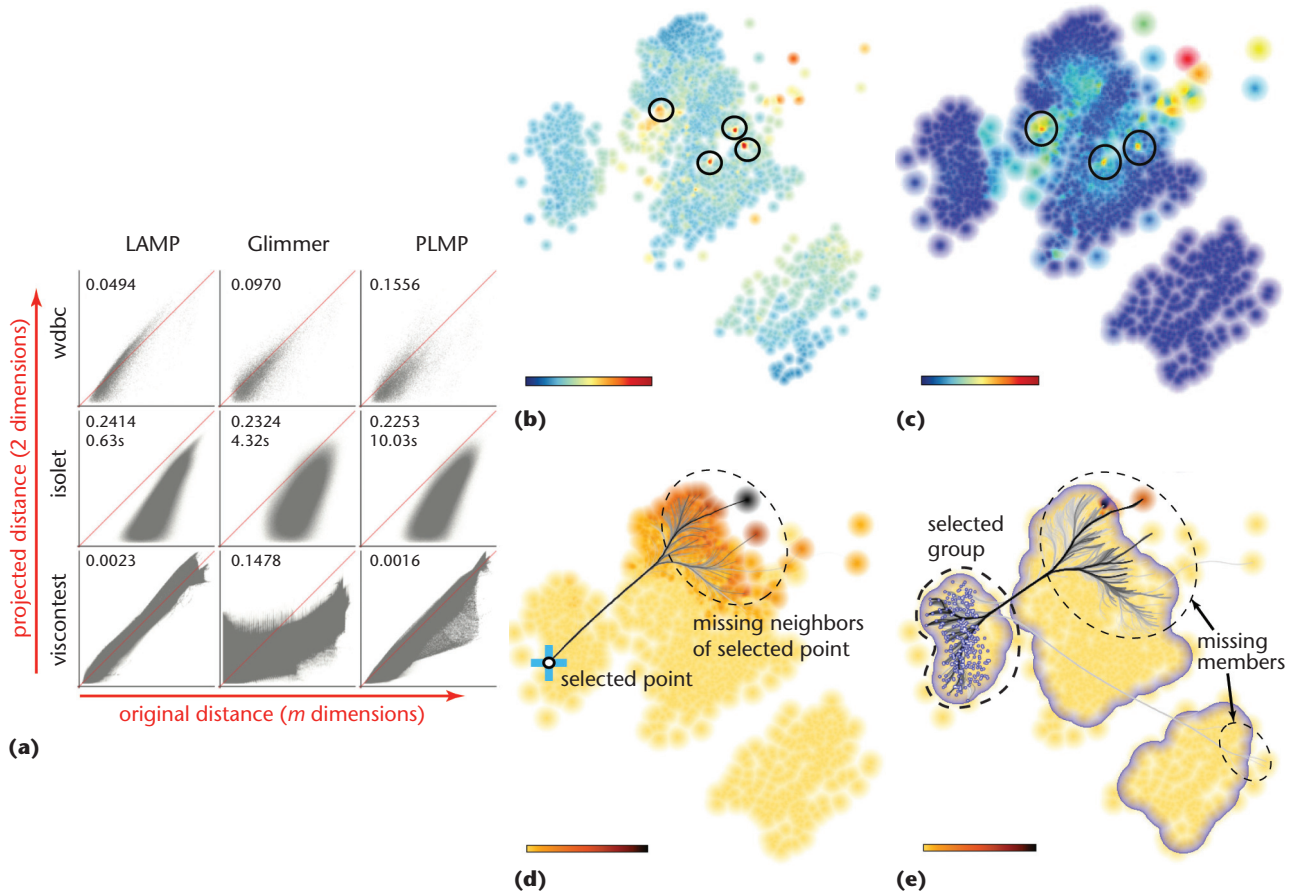 LAMP Glimmer PLMP
projected distance (2 dimensions)
wdbc
0.0494 0.0970 0.1556
isolet
0.2414 0.2324 0.2253
0.63s 4.32s 10.03s
viscontest
0.0023 0.1478 0.0016
original distance (m dimensions)
(a)
(b)
(c)
missing neighbors
of selected point
selected point
(d)
selected
group
missing
members
(e)